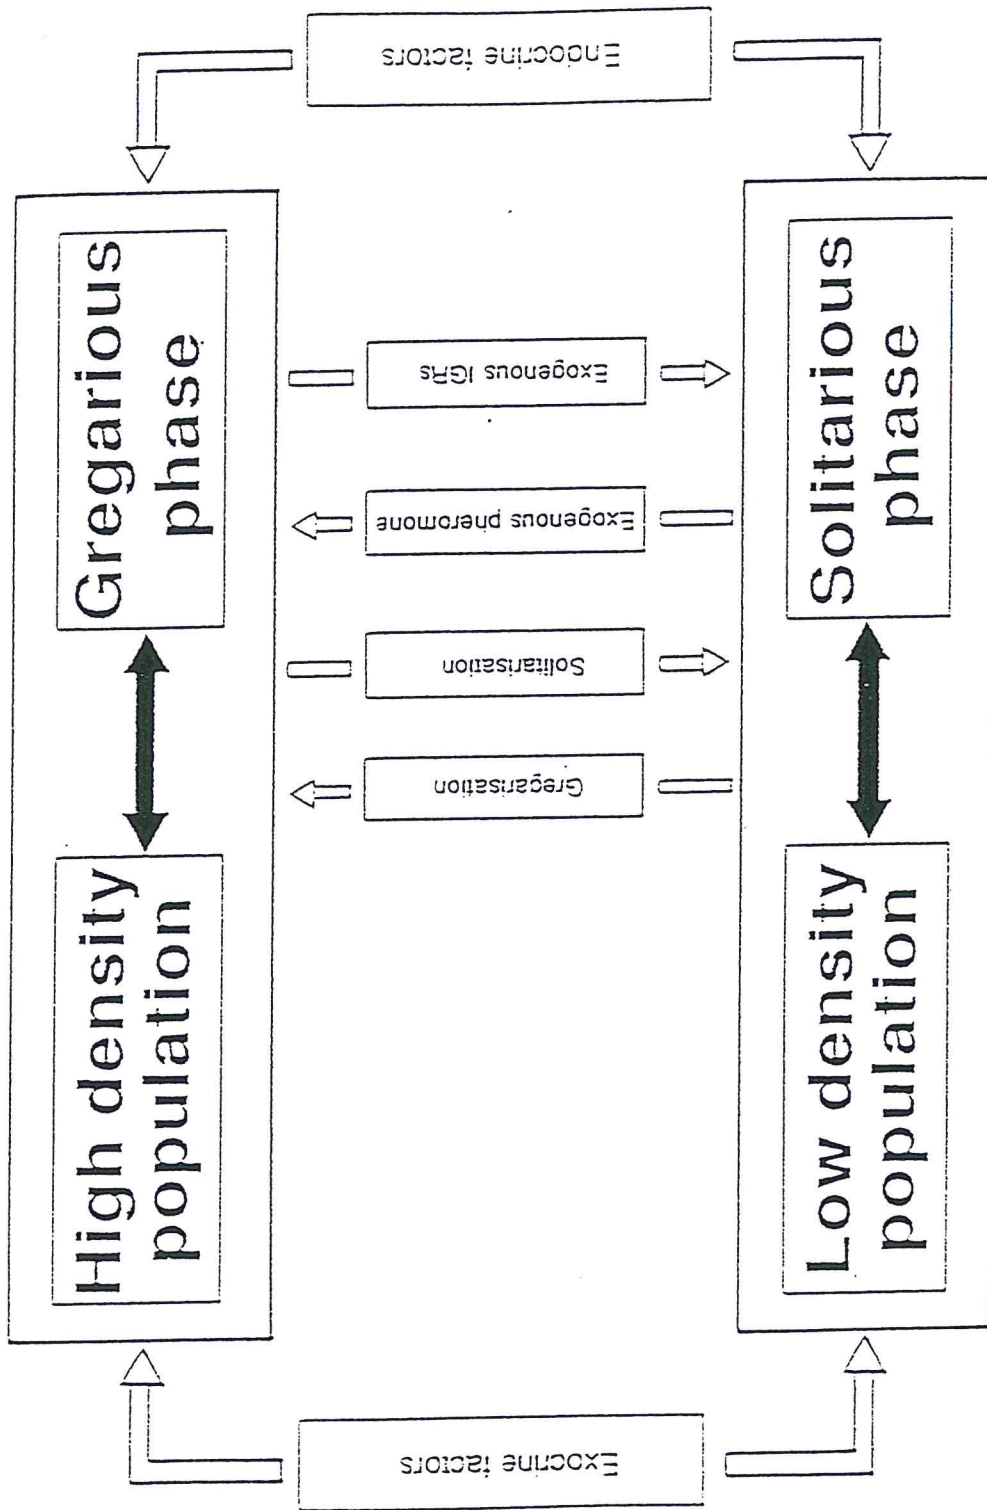 Endocrine factors
Gregarious
phase
Solitarious
phase
Exogenous IGRs
Exogenous pheromone
Solitarisation
Gregarisation
High density
population
Low density
population
Exocrine factors